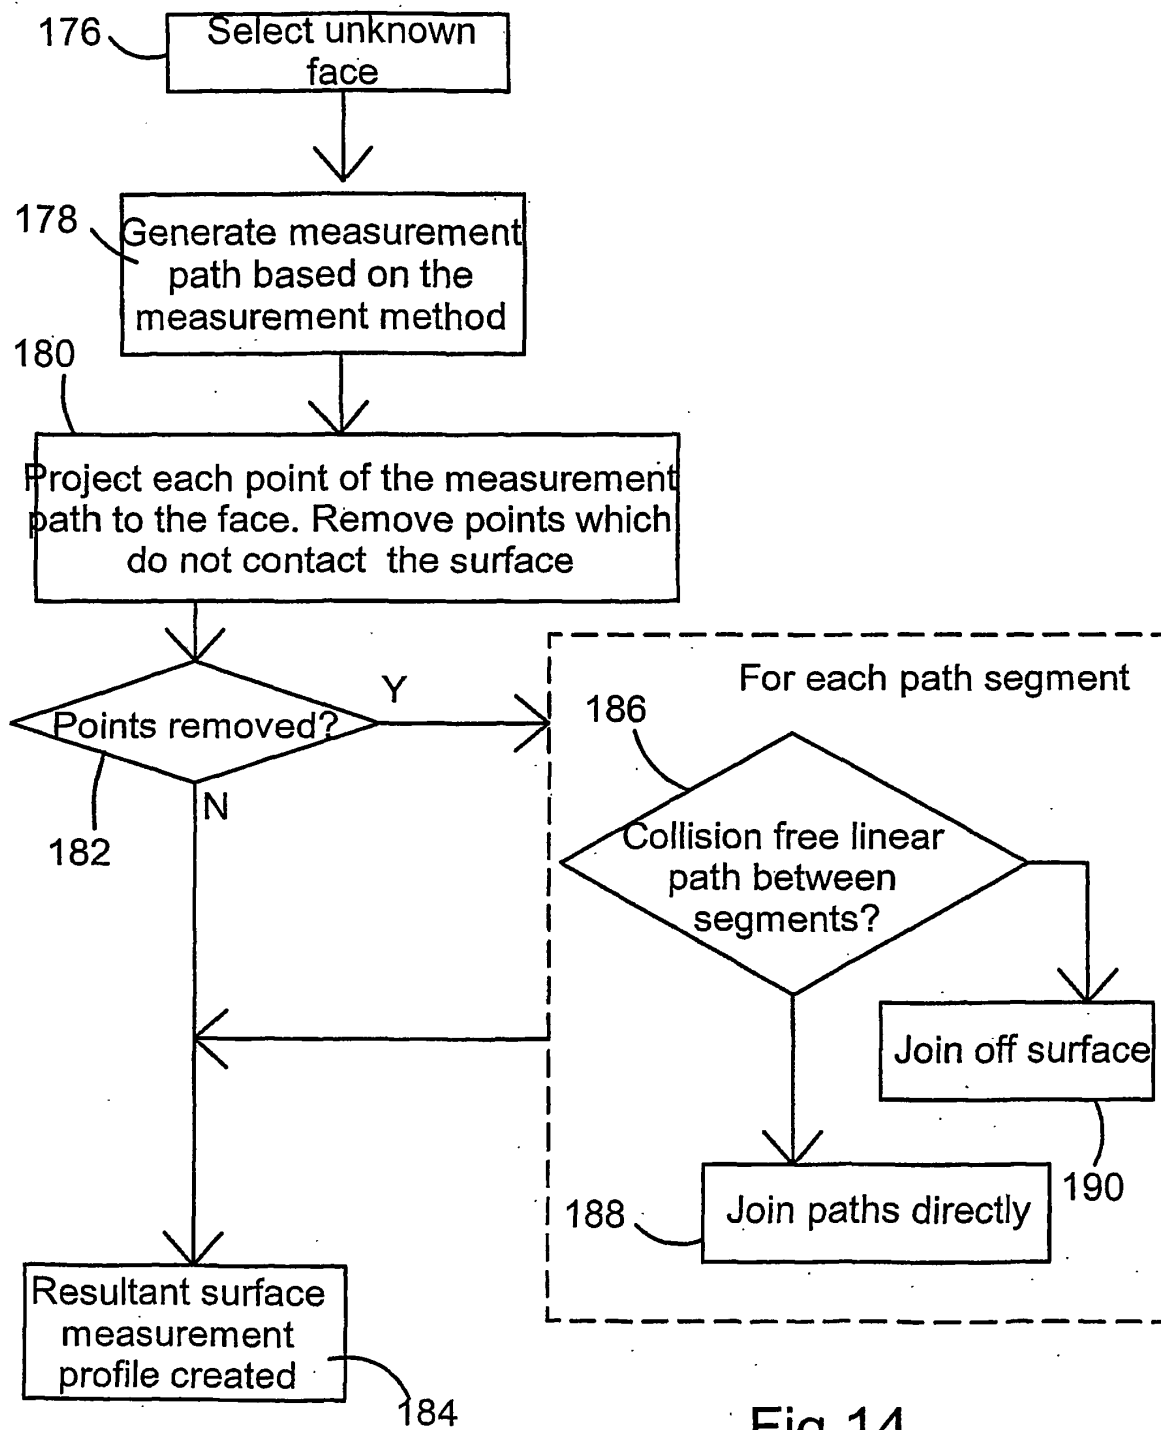 176
Select unknown
face
178
Generate measurement
path based on the
measurement method
180
Project each point of the measurement
path to the face. Remove points which
do not contact the surface
Points removed?
Y
N
182
For each path segment
186
Collision free linear
path between
segments?
Join off surface
190
188
Join paths directly
Resultant surface
measurement
profile created
184
Fig 14